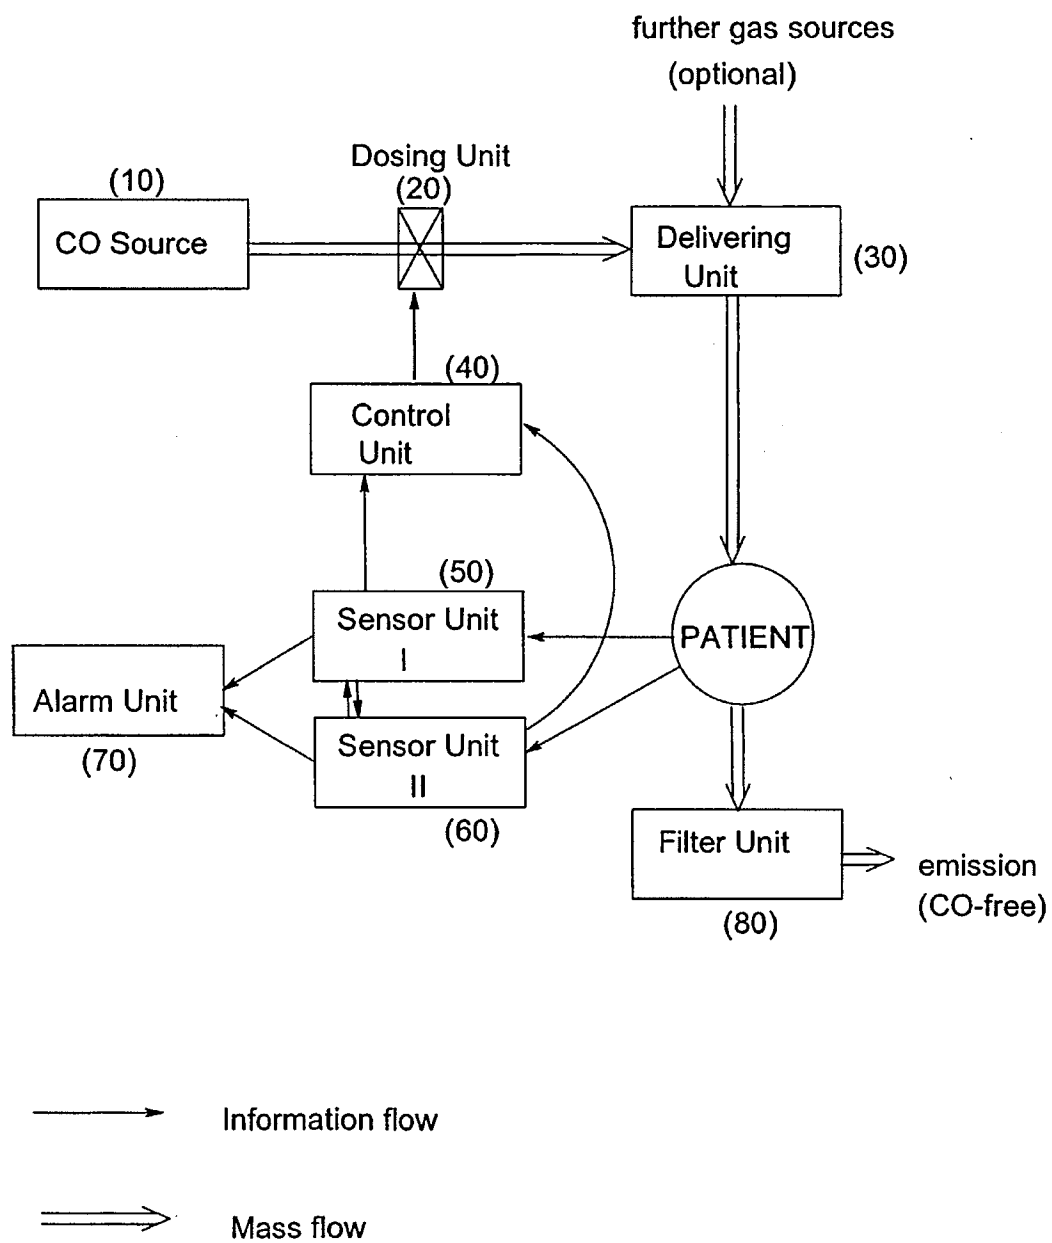 further gas sources
(optional)
Dosing Unit
(10)
(20)
CO Source
Delivering
Unit
(30)
(40)
Control
Unit
(50)
Sensor Unit
I
PATIENT
Alarm Unit
(70)
Sensor Unit
II
(60)
Filter Unit
(80)
emission
(CO-free)
Information flow
Mass flow